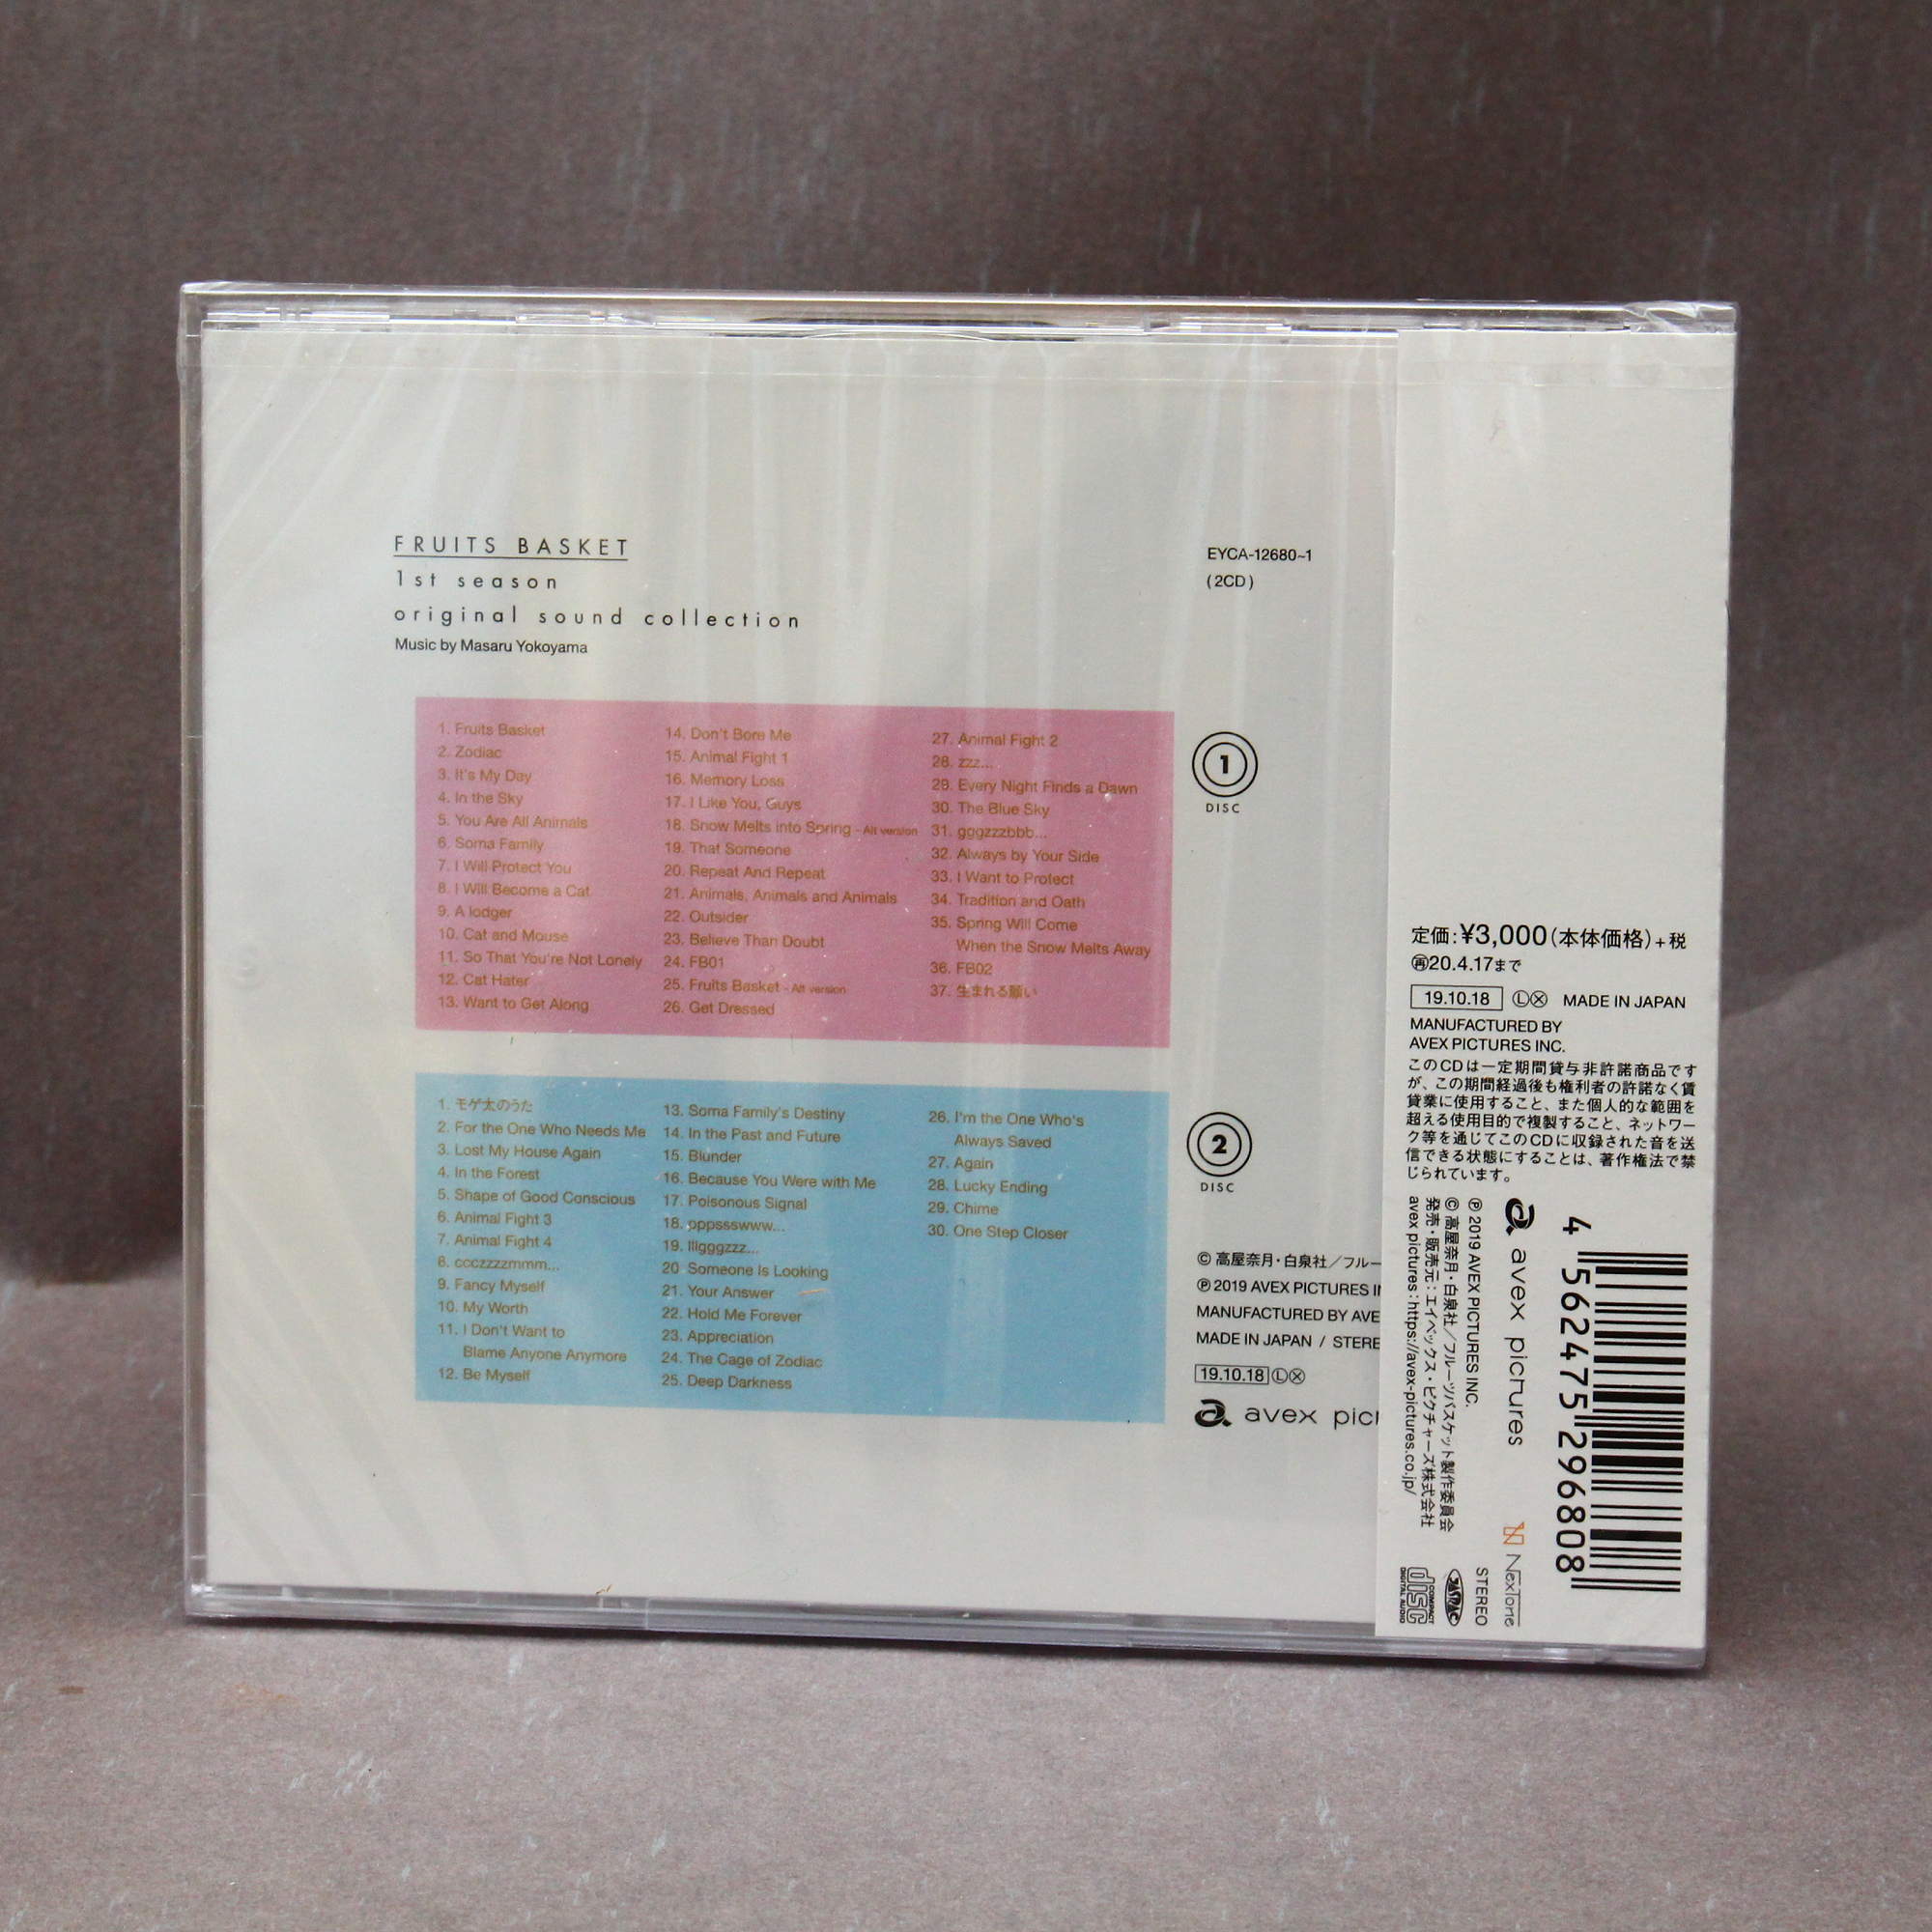 FRUITS BASKET
1st season
original sound collection
Music by Masaru Yokoyama
EYCA-12680~1
(2CD)
1. Fruits Basket
2. Zodiac
3. It's My Day
4. In the Sky
5. You Are All Animals
6. Soma Family
7. I Will Protect You
8. I Will Become a Cat
9. A lodger
10. Cat and Mouse
11. So That You're Not Lonely
12. Cat Hater
13. Want to Get Along
14. Don't Bore Me
15. Animal Fight 1
16. Memory Loss
17. I Like You, Guys
18. Snow Melts into Spring - Alt version
19. That Someone
20. Repeat And Repeat
21. Animals, Animals and Animals
22. Outsider
23. Believe Than Doubt
24. FB01
25. Fruits Basket - Alt version
26. Get Dressed
27. Animal Fight 2
28. zzz...
29. Every Night Finds a Dawn
30. The Blue Sky
31. gggzzzbbb...
32. Always by Your Side
33. I Want to Protect
34. Tradition and Oath
35. Spring Will Come
When the Snow Melts Away
36. FB02
37. 生まれる願い
1
DISC
1. モゲ太のうた
2. For the One Who Needs Me
3. Lost My House Again
4. In the Forest
5. Shape of Good Conscious
6. Animal Fight 3
7. Animal Fight 4
8. ccczzzzmmm...
9. Fancy Myself
10. My Worth
11. I Don't Want to
Blame Anyone Anymore
12. Be Myself
13. Soma Family's Destiny
14. In the Past and Future
15. Blunder
16. Because You Were with Me
17. Poisonous Signal
18. pppssswww...
19. lllgggzzz...
20 Someone Is Looking
21. Your Answer
22. Hold Me Forever
23. Appreciation
24. The Cage of Zodiac
25. Deep Darkness
26. I'm the One Who's
Always Saved
27. Again
28. Lucky Ending
29. Chime
30. One Step Closer
2
DISC
© 高屋奈月・白泉社／フルー
℗ 2019 AVEX PICTURES I
MANUFACTURED BY AVE
MADE IN JAPAN / STERE
19.10.18 Ⓛⓧ
avex pic
定価:¥3,000(本体価格)+税
㊢20.4.17まで
19.10.18 Ⓛⓧ MADE IN JAPAN
MANUFACTURED BY
AVEX PICTURES INC.
このCDは一定期間貸与非許諾商品です
が、この期間経過後も権利者の許諾なく賃
貸業に使用すること、また個人的な範囲を
超える使用目的で複製すること、ネットワー
ク等を通じてこのCDに収録された音を送
信できる状態にすることは、著作権法で禁
じられています。
4 562475 296808
avex pictures
℗ 2019 AVEX PICTURES INC.
© 高屋奈月・白泉社／フルーツバスケット製作委員会
発売・販売元：エイベックス・ピクチャーズ株式会社
avex pictures:https://avex-pictures.co.jp/
NexTone
STEREO
JASRAC
COMPACT
disc
DIGITAL AUDIO